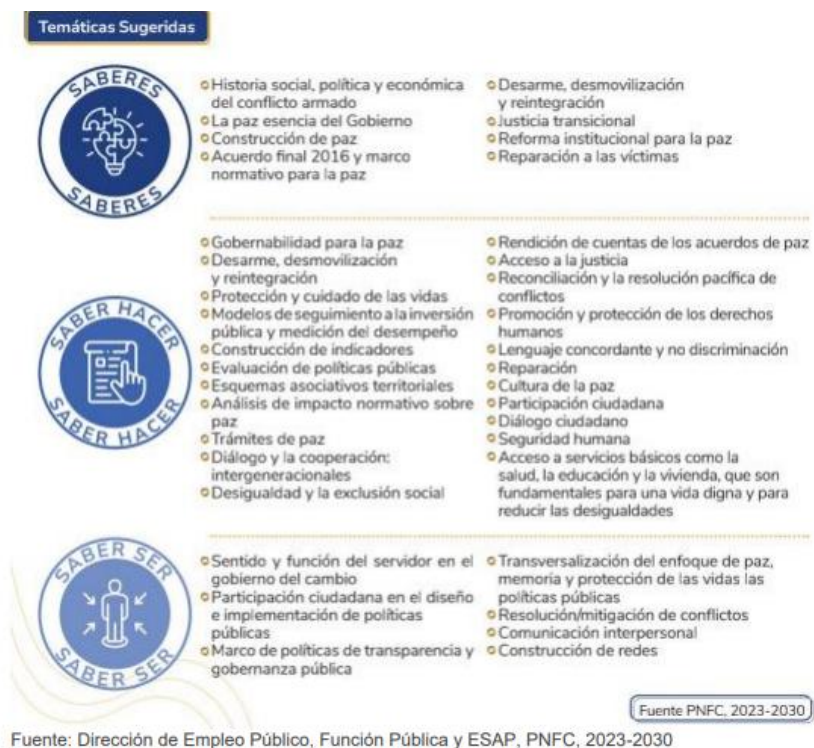 Temáticas Sugeridas
SABERES
SABERES
Historia social, política y económica
del conflicto armado
La paz esencia del Gobierno
Construcción de paz
Acuerdo final 2016 y marco
normativo para la paz
Desarme, desmovilización
y reintegración
Justicia transicional
Reforma institucional para la paz
Reparación a las víctimas
SABER HACER
SABER HACER
Gobernabilidad para la paz
Desarme, desmovilización
y reintegración
Protección y cuidado de las vidas
Modelos de seguimiento a la inversión
pública y medición del desempeño
Construcción de indicadores
Evaluación de políticas públicas
Esquemas asociativos territoriales
Análisis de impacto normativo sobre
paz
Trámites de paz
Diálogo y la cooperación:
intergeneracionales
Desigualdad y la exclusión social
Rendición de cuentas de los acuerdos de paz
Acceso a la justicia
Reconciliación y la resolución pacífica de
conflictos
Promoción y protección de los derechos
humanos
Lenguaje concordante y no discriminación
Reparación
Cultura de la paz
Participación ciudadana
Diálogo ciudadano
Seguridad humana
Acceso a servicios básicos como la
salud, la educación y la vivienda, que son
fundamentales para una vida digna y para
reducir las desigualdades
SABER SER
SABER SER
Sentido y función del servidor en el
gobierno del cambio
Participación ciudadana en el diseño
e implementación de políticas
públicas
Marco de políticas de transparencia y
gobernanza pública
Transversalización del enfoque de paz,
memoria y protección de las vidas las
políticas públicas
Resolución/mitigación de conflictos
Comunicación interpersonal
Construcción de redes
Fuente PNFC, 2023-2030
Fuente: Dirección de Empleo Público, Función Pública y ESAP, PNFC, 2023-2030